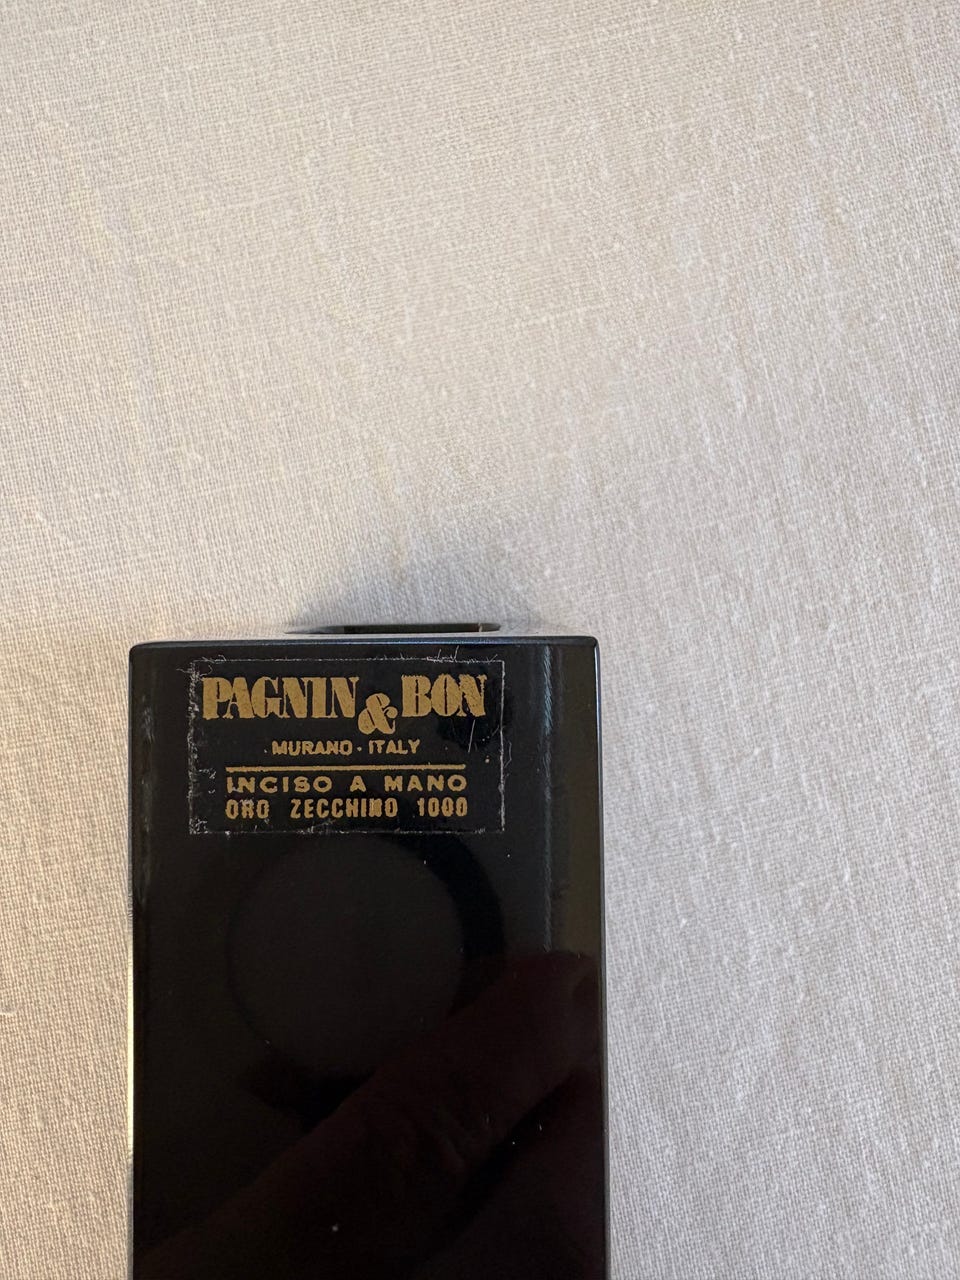 PAGNIN & BON
MURANO - ITALY
INCISO A MANO
ORO ZECCHINO 1000